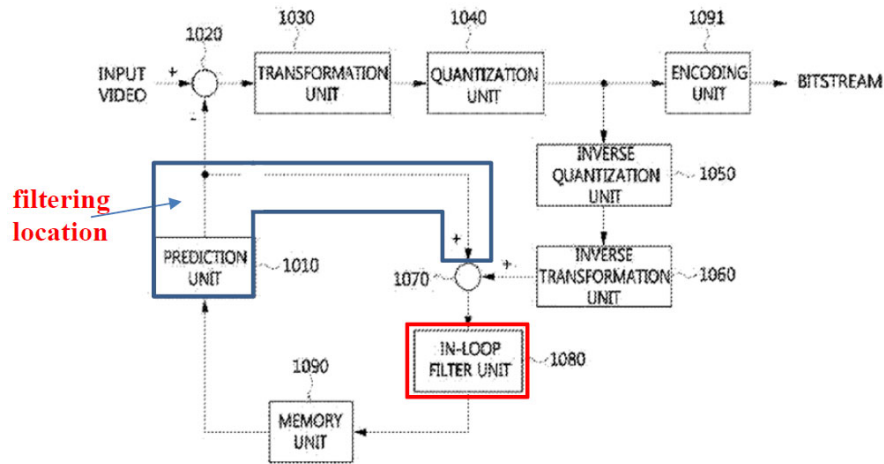 1020
1030
1040
1091
INPUT
VIDEO
+
-
TRANSFORMATION
UNIT
QUANTIZATION
UNIT
ENCODING
UNIT
BITSTREAM
INVERSE
QUANTIZATION
UNIT
1050
filtering
location
PREDICTION
UNIT
1010
+
1070
+
INVERSE
TRANSFORMATION
UNIT
1060
IN-LOOP
FILTER UNIT
1080
1090
MEMORY
UNIT